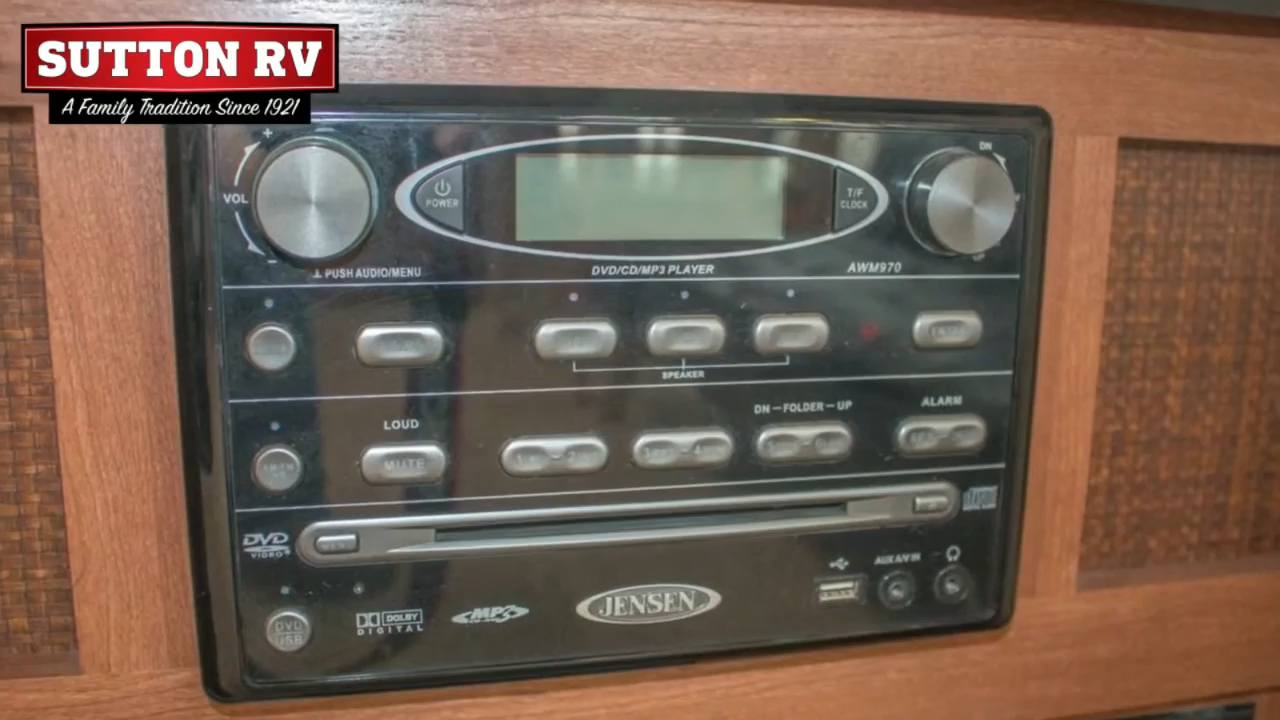 SUTTON RV
A Family Tradition Since 1921
+
DN
VOL
POWER
T/F
CLOCK
-
PUSH AUDIO/MENU
DVD/CD/MP3 PLAYER
AWM970
ENTER
SPEAKER
LOUD
DN - FOLDER - UP
ALARM
MUTE
DVD
VIDEO
AUX A/V IN
DOLBY
DIGITAL
MP3
JENSEN
DVD
USB